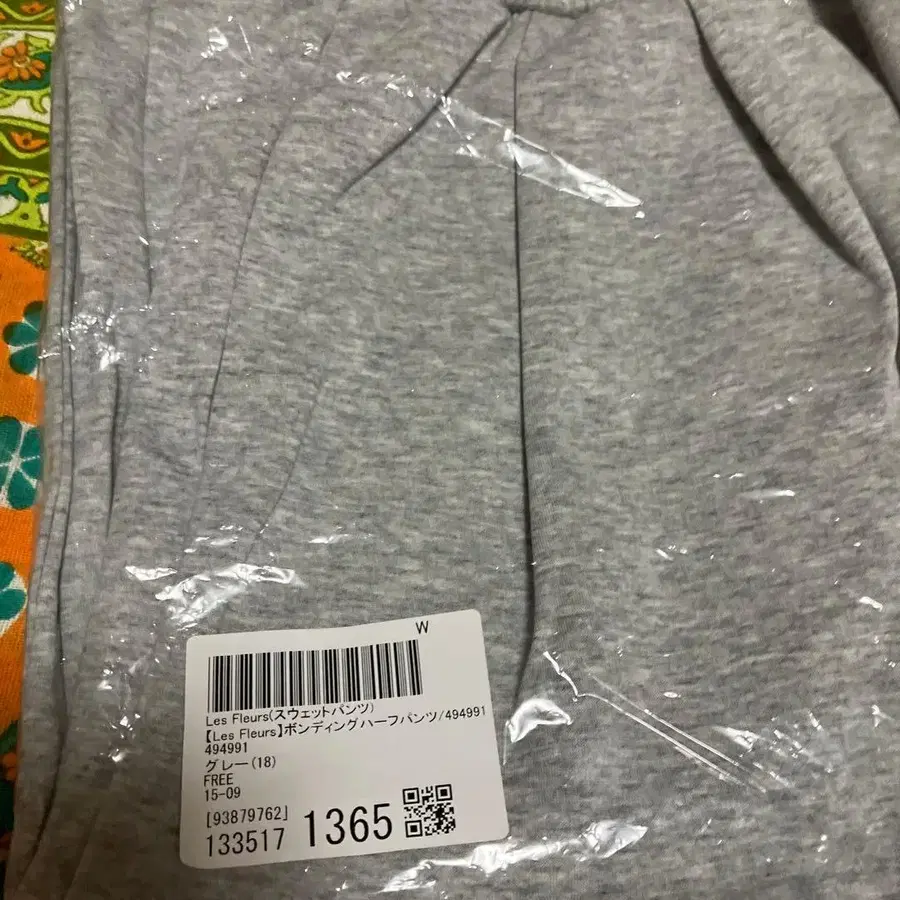 W
Les Fleurs(スウェットパンツ)
【Les Fleurs】ボンディングハーフパンツ/494991
494991
グレー(18)
FREE
15-09
[93879762]
133517 1365